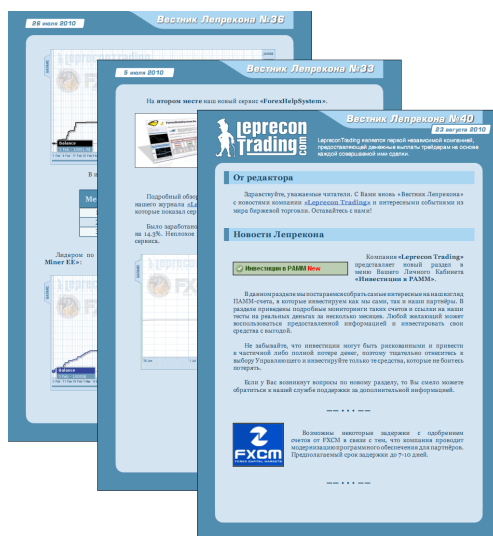 26 июля 2010
Вестник Лепрекона №36
Balance
В и
Ме
Лидером по
Miner EE»:
Balance
5 июля 2010
Вестник Лепрекона №33
На втором месте наш новый сервис «ForexHelpSystem».
Подробный обзор
нашего журнала «Le
которые показал сер
Было заработано
на 14.3%. Неплохое
сервиса.
Leprecon
Trading.com
Вестник Лепрекона №40
23 августа 2010
LepreconTrading является первой независимой компанией,
предоставляющей денежные выплаты трейдерам на основе
каждой совершаемой ими сделки.
От редактора
Здравствуйте, уважаемые читатели. С Вами вновь «Вестник Лепрекона»
с новостями компании «Leprecon Trading» и интересными событиями из
мира биржевой торговли. Оставайтесь с нами!
Новости Лепрекона
Инвестиции в ПАММ New
Компания «Leprecon Trading»
представляет новый раздел в
меню Вашего Личного Кабинета
«Инвестиции в ПАММ».
В данном разделе мы постараемся собрать самые интересные на наш взгляд
ПАММ-счета, в которые инвестируем как мы сами, так и наши партнёры. В
разделе приведены подробные мониторинги таких счетов и ссылки на наши
тесты на реальных деньгах за несколько месяцев. Любой желающий может
воспользоваться предоставленной информацией и инвестировать свои
средства с выгодой.
Не забывайте, что инвестиции могут быть рискованными и привести
к частичной либо полной потере денег, поэтому тщательно отнеситесь к
выбору Управляющего и инвестируйте только те средства, которые не боитесь
потерять.
Если у Вас возникнут вопросы по новому разделу, то Вы смело можете
обратиться к нашей службе поддержки за дополнительной информацией.
FXCM
FOREX CAPITAL MARKETS
Возможны некоторые задержки с одобрением
счетов от FXCM в связи с тем, что компания проводит
модернизацию программного обеспечения для партнёров.
Предполагаемый срок задержки до 7-10 дней.